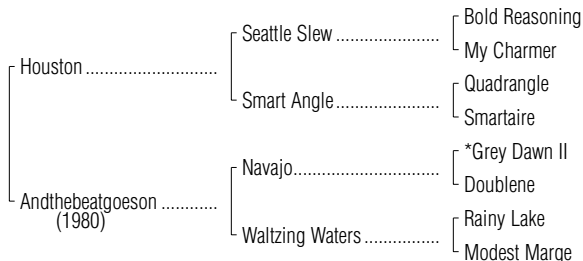 Bold Reasoning
Seattle Slew ......................
My Charmer
Houston ............................
Quadrangle
Smart Angle ......................
Smartaire
*Grey Dawn II
Navajo...............................
Doublene
Andthebeatgoeson ............
(1980)
Rainy Lake
Waltzing Waters ................
Modest Marge